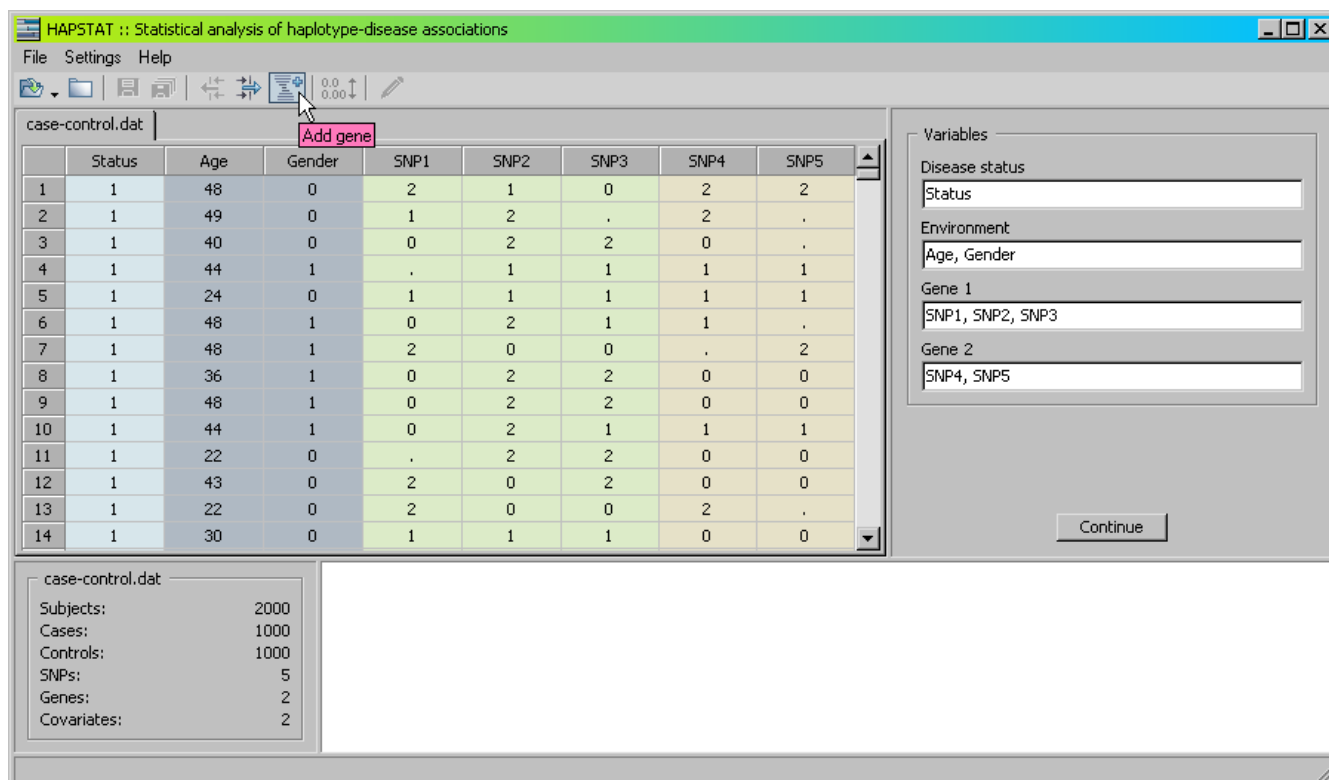 HAPSTAT :: Statistical analysis of haplotype-disease associations
File Settings Help
0.0
0.00
case-control.dat
Add gene
Status Age Gender SNP1 SNP2 SNP3 SNP4 SNP5
1 1 48 0 2 1 0 2 2
2 1 49 0 1 2 . 2 .
3 1 40 0 0 2 2 0 .
4 1 44 1 . 1 1 1 1
5 1 24 0 1 1 1 1 1
6 1 48 1 0 2 1 1 .
7 1 48 1 2 0 0 . 2
8 1 36 1 0 2 2 0 0
9 1 48 1 0 2 2 0 0
10 1 44 1 0 2 1 1 1
11 1 22 0 . 2 2 0 0
12 1 43 0 2 0 2 0 0
13 1 22 0 2 0 0 2 .
14 1 30 0 1 1 1 0 0
Variables
Disease status
Status
Environment
Age, Gender
Gene 1
SNP1, SNP2, SNP3
Gene 2
SNP4, SNP5
Continue
case-control.dat
Subjects: 2000
Cases: 1000
Controls: 1000
SNPs: 5
Genes: 2
Covariates: 2